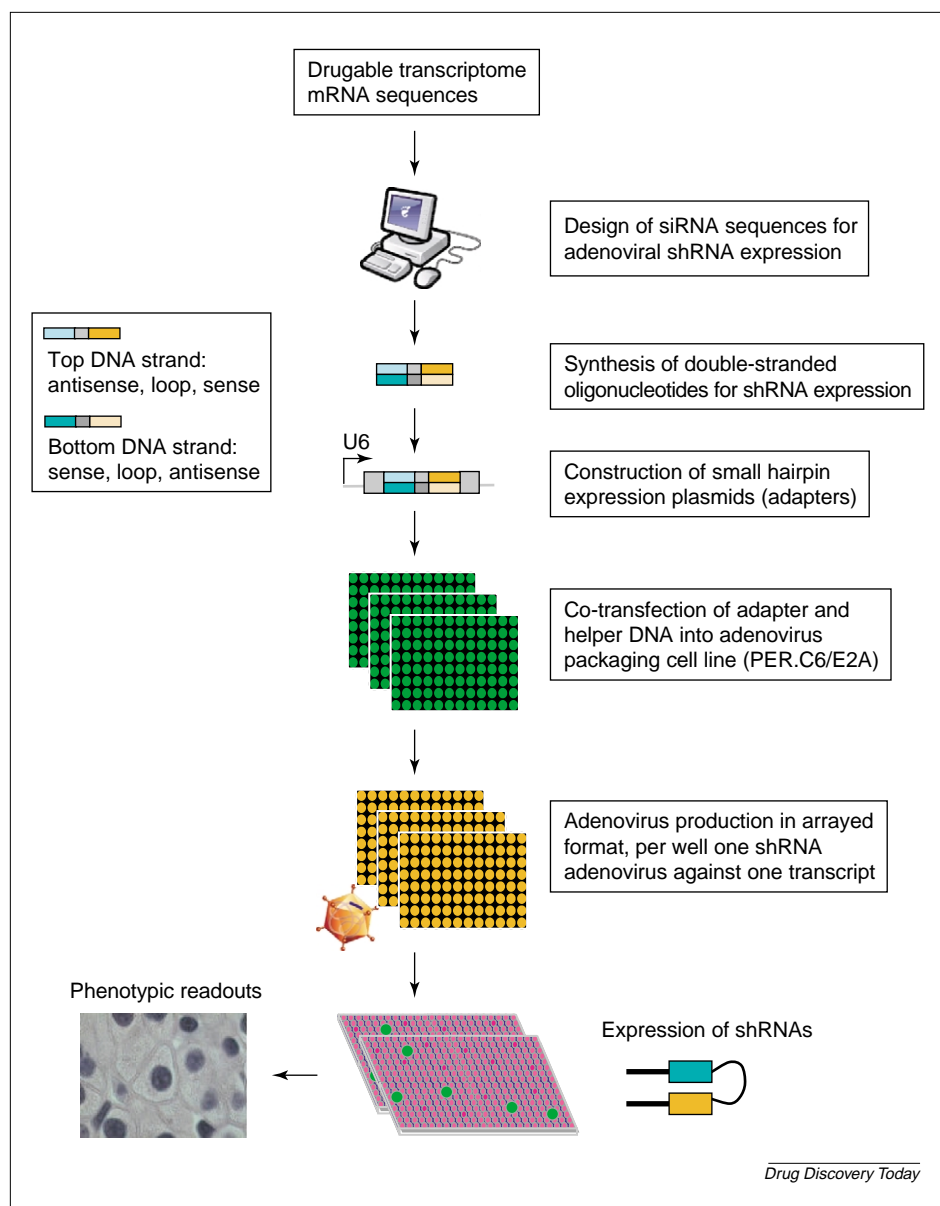 Drugable transcriptome
mRNA sequences
Design of siRNA sequences for
adenoviral shRNA expression
Top DNA strand:
antisense, loop, sense
Bottom DNA strand:
sense, loop, antisense
Synthesis of double-stranded
oligonucleotides for shRNA expression
U6
Construction of small hairpin
expression plasmids (adapters)
Co-transfection of adapter and
helper DNA into adenovirus
packaging cell line (PER.C6/E2A)
Adenovirus production in arrayed
format, per well one shRNA
adenovirus against one transcript
Phenotypic readouts
Expression of shRNAs
Drug Discovery Today